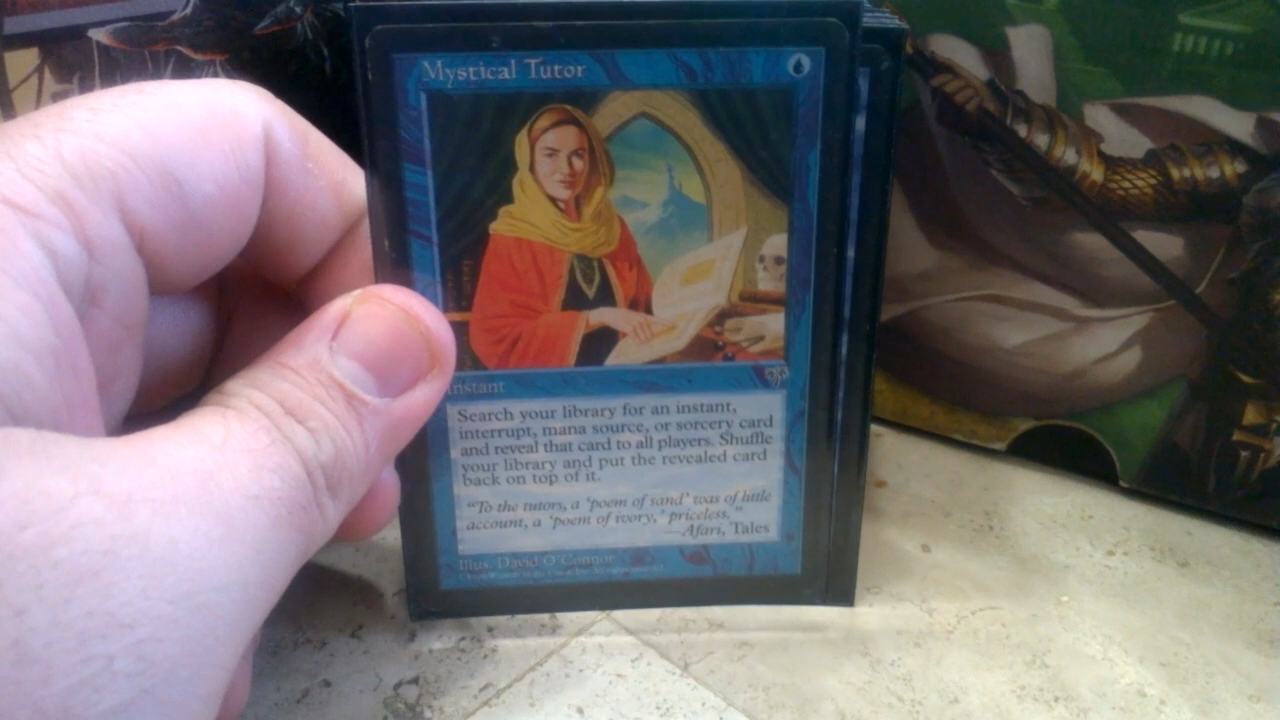 Mystical Tutor
Instant
Search your library for an instant,
interrupt, mana source, or sorcery card
and reveal that card to all players. Shuffle
your library and put the revealed card
back on top of it.
"To the tutors, a 'poem of sand' was of little
account, a 'poem of ivory,' priceless."
—Afari, Tales
Illus. David O'Connor